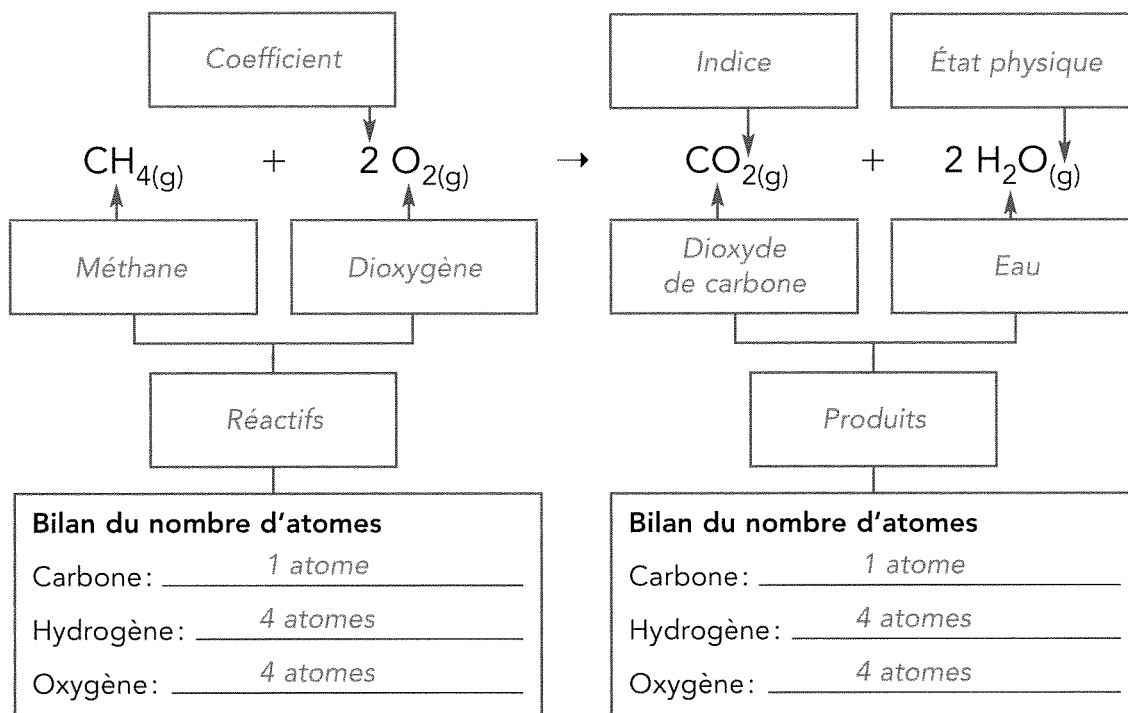 Coefficient
Indice
État physique
CH4(g) + 2 O2(g) → CO2(g) + 2 H2O(g)
Méthane
Dioxygène
Dioxyde
de carbone
Eau
Réactifs
Produits
Bilan du nombre d'atomes
Carbone: 1 atome
Hydrogène: 4 atomes
Oxygène: 4 atomes
Bilan du nombre d'atomes
Carbone: 1 atome
Hydrogène: 4 atomes
Oxygène: 4 atomes